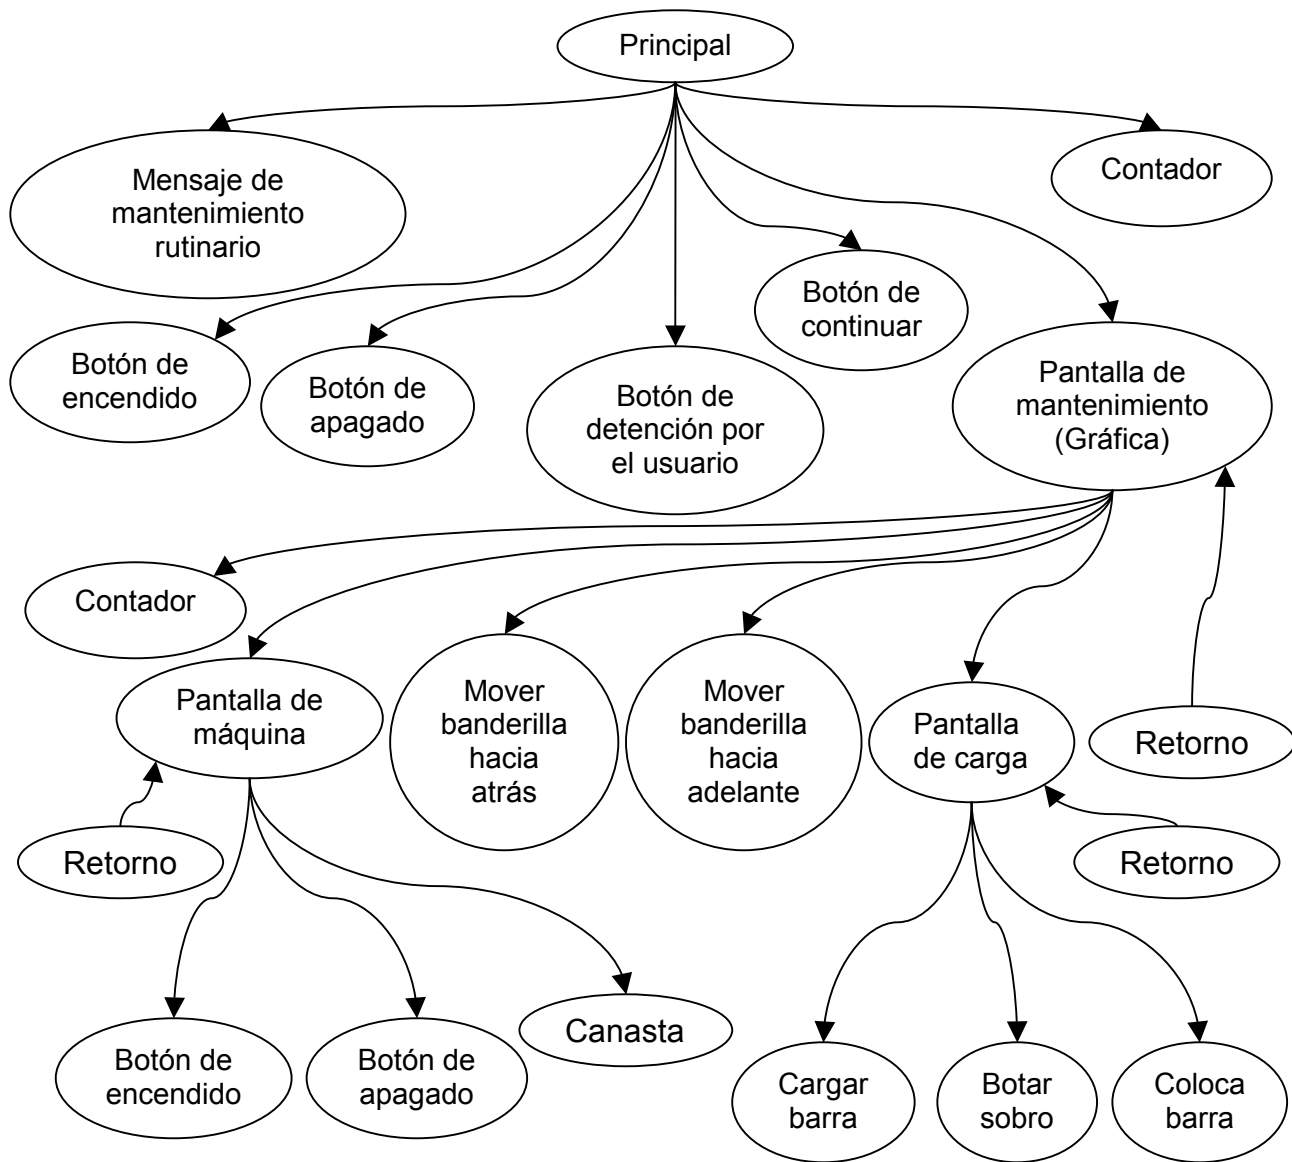 Principal
Mensaje de
mantenimiento
rutinario
Contador
Botón de
continuar
Botón de
encendido
Botón de
apagado
Botón de
detención por
el usuario
Pantalla de
mantenimiento
(Gráfica)
Contador
Pantalla de
máquina
Mover
banderilla
hacia
atrás
Mover
banderilla
hacia
adelante
Pantalla
de carga
Retorno
Retorno
Retorno
Botón de
encendido
Botón de
apagado
Canasta
Cargar
barra
Botar
sobro
Coloca
barra